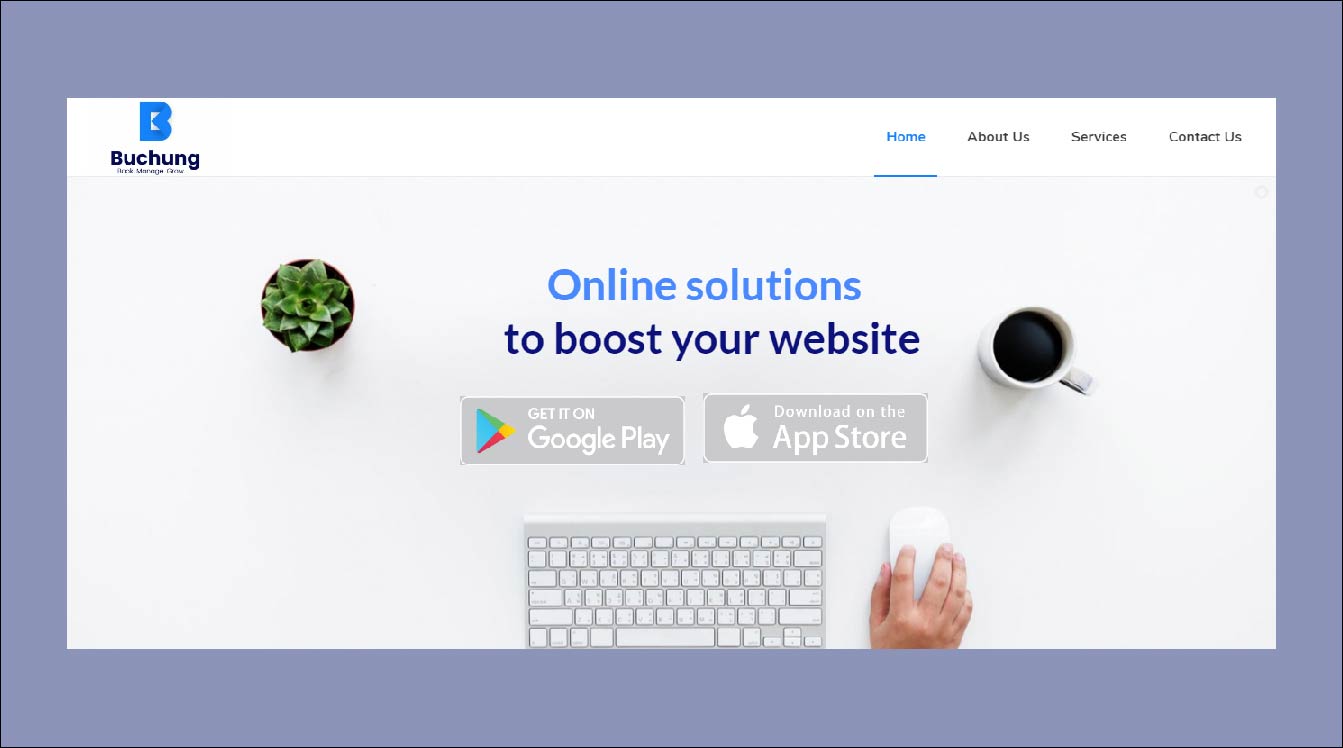 Buchung
Book Manage Grow
Home
About Us
Services
Contact Us
Online solutions
to boost your website
GET IT ON
Google Play
Download on the
App Store